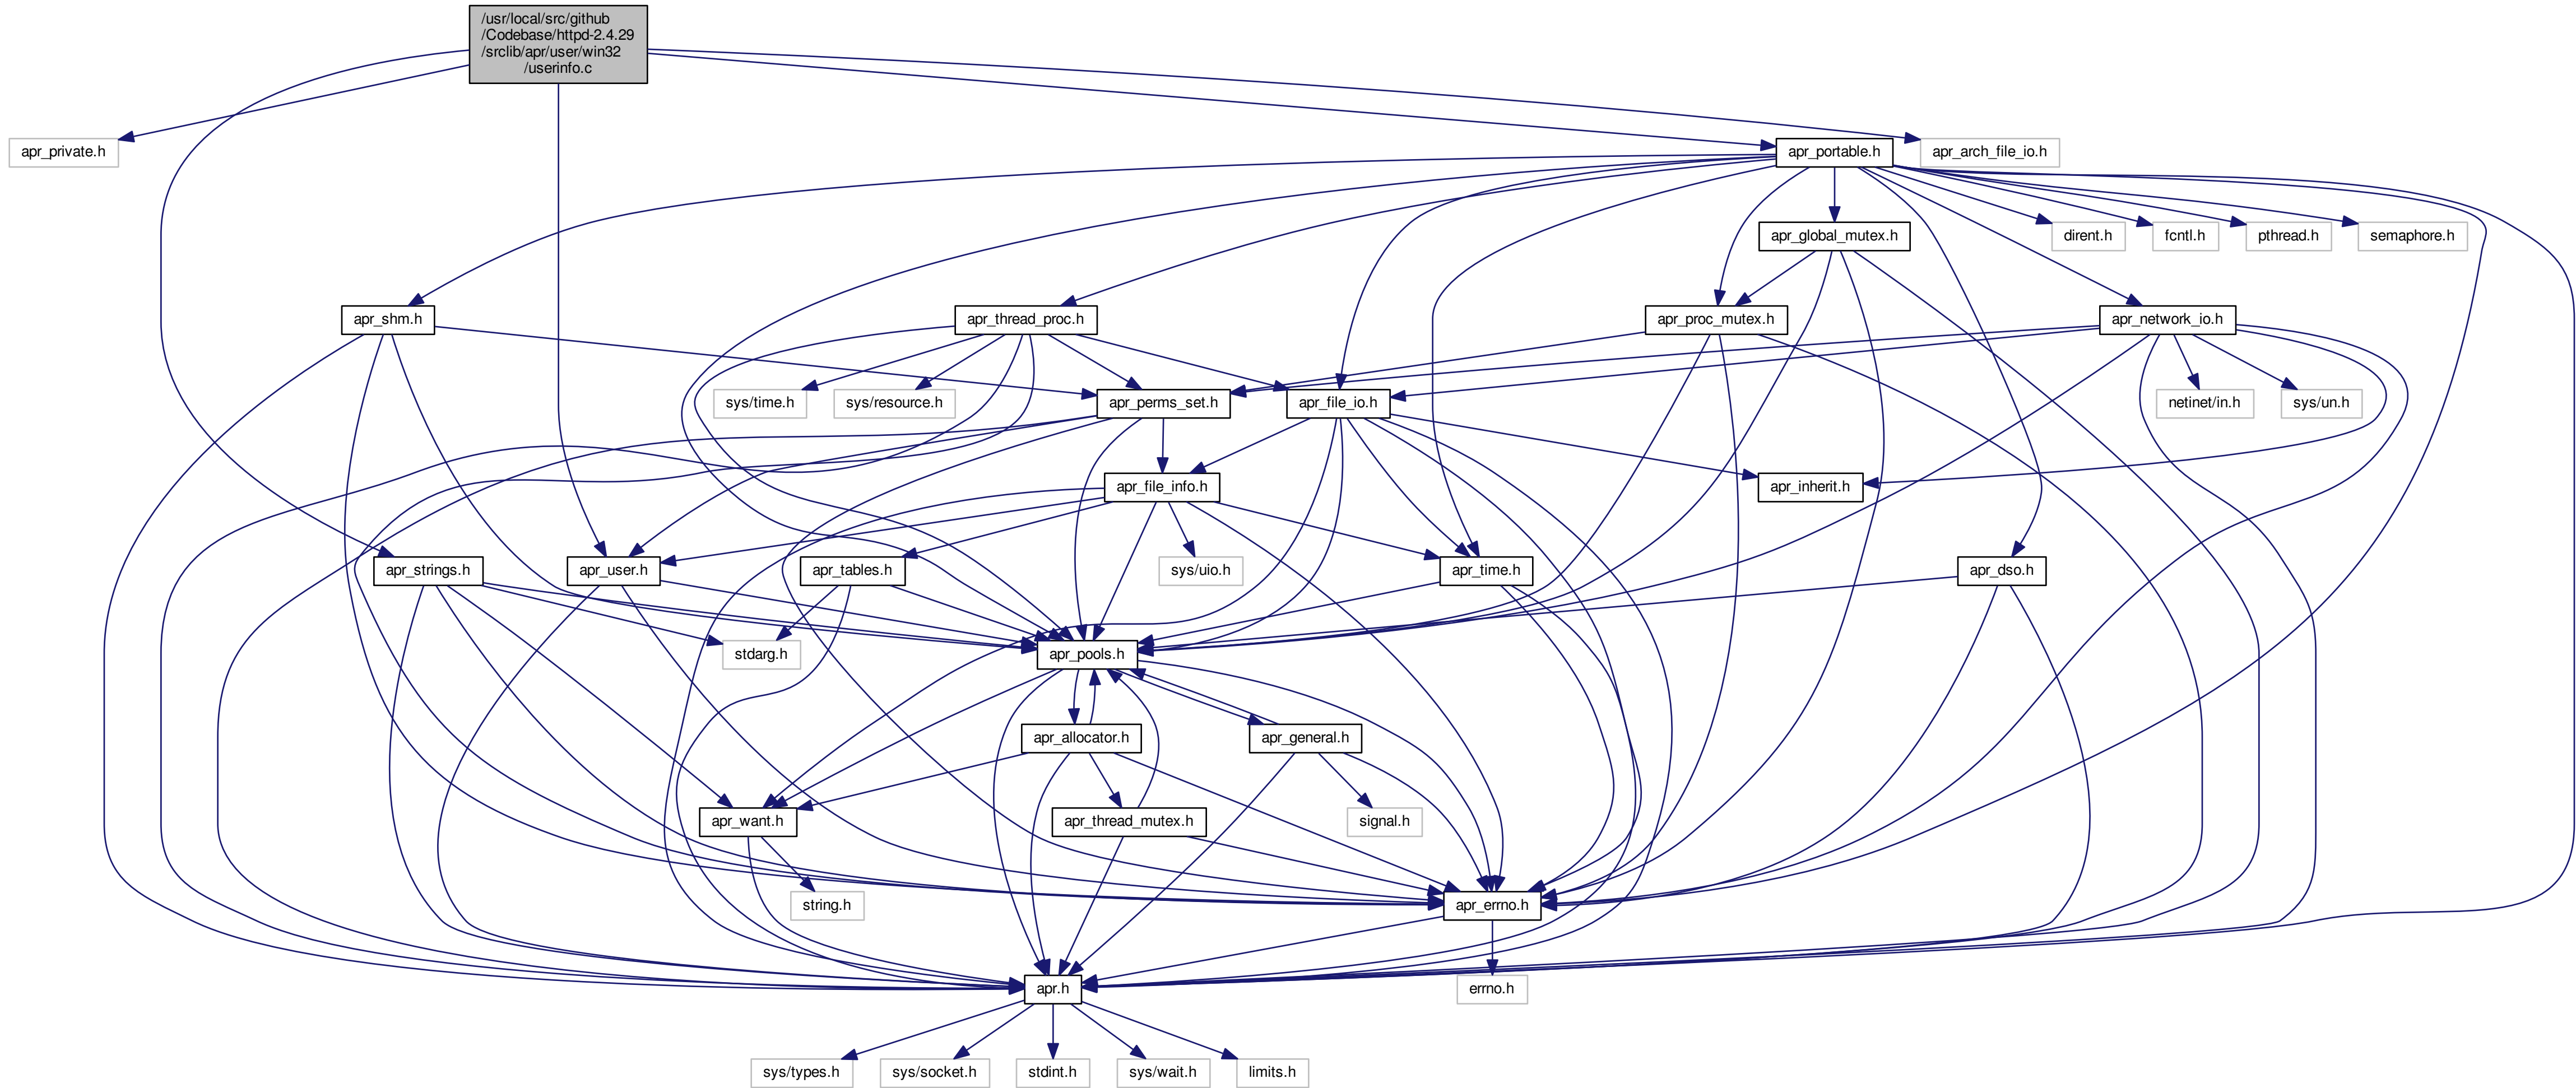 /usr/local/src/github
/Codebase/httpd-2.4.29
/srclib/apr/user/win32
/userinfo.c
apr_private.h
apr_portable.h
apr_arch_file_io.h
apr_global_mutex.h
dirent.h
fcntl.h
pthread.h
semaphore.h
apr_shm.h
apr_thread_proc.h
apr_proc_mutex.h
apr_network_io.h
sys/time.h
sys/resource.h
apr_perms_set.h
apr_file_io.h
netinet/in.h
sys/un.h
apr_file_info.h
apr_inherit.h
apr_strings.h
apr_user.h
apr_tables.h
sys/uio.h
apr_time.h
apr_dso.h
stdarg.h
apr_pools.h
apr_allocator.h
apr_general.h
apr_want.h
apr_thread_mutex.h
signal.h
string.h
apr_errno.h
apr.h
errno.h
sys/types.h
sys/socket.h
stdint.h
sys/wait.h
limits.h